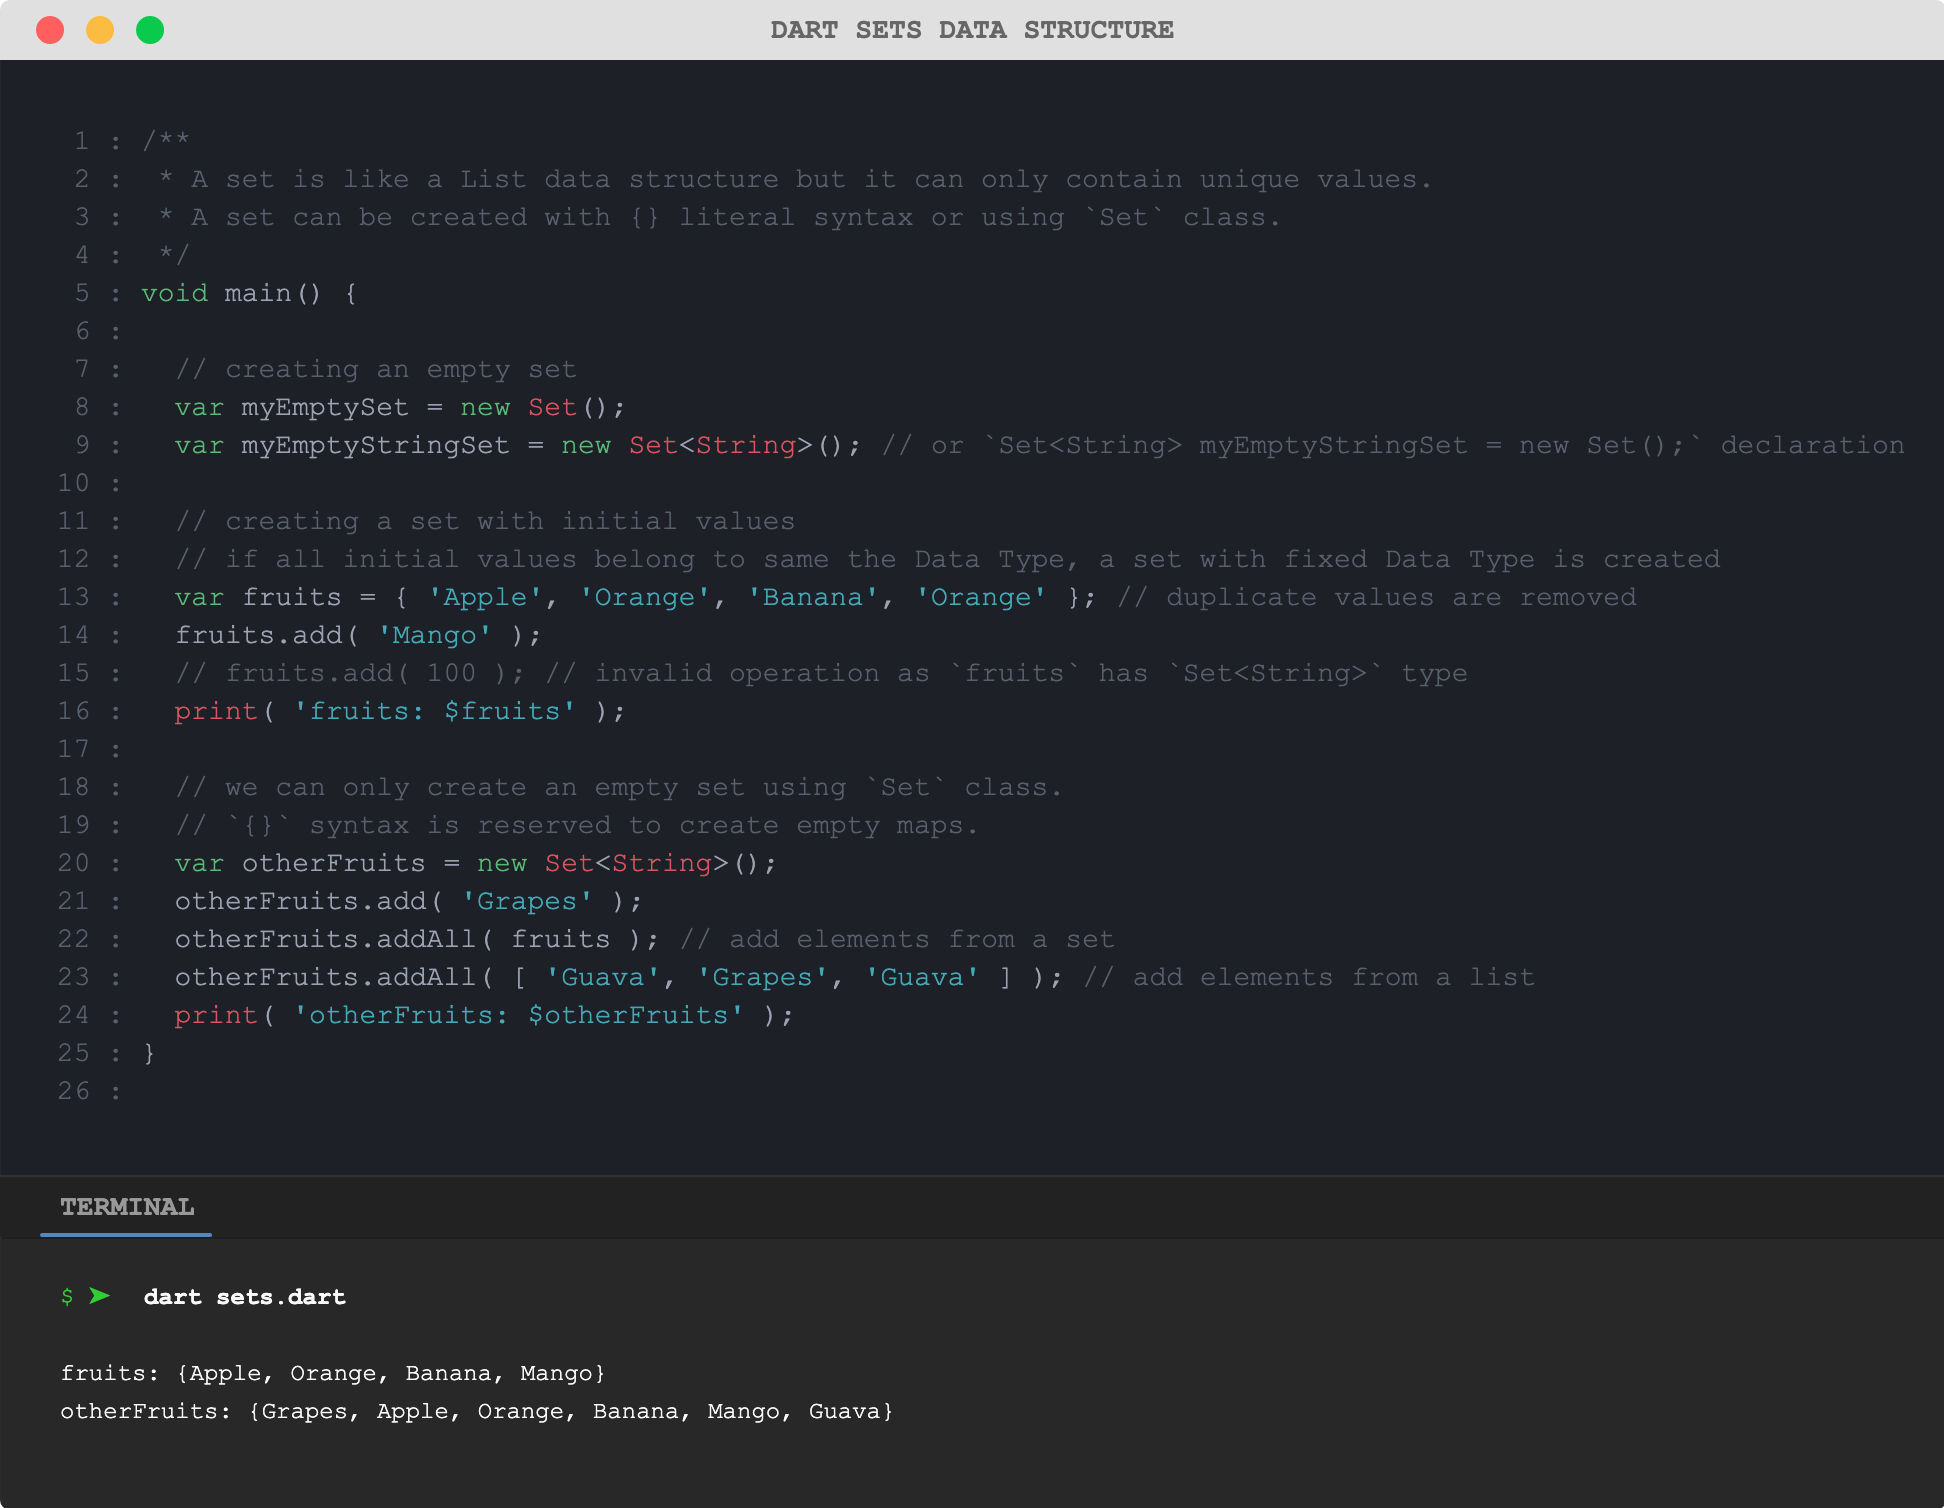 DART SETS DATA STRUCTURE
1 : /**
2 :  * A set is like a List data structure but it can only contain unique values.
3 :  * A set can be created with {} literal syntax or using `Set` class.
4 :  */
5 : void main() {
6 :
7 :   // creating an empty set
8 :   var myEmptySet = new Set();
9 :   var myEmptyStringSet = new Set<String>(); // or `Set<String> myEmptyStringSet = new Set();` declaration
10 :
11 :   // creating a set with initial values
12 :   // if all initial values belong to same the Data Type, a set with fixed Data Type is created
13 :   var fruits = { 'Apple', 'Orange', 'Banana', 'Orange' }; // duplicate values are removed
14 :   fruits.add( 'Mango' );
15 :   // fruits.add( 100 ); // invalid operation as `fruits` has `Set<String>` type
16 :   print( 'fruits: $fruits' );
17 :
18 :   // we can only create an empty set using `Set` class.
19 :   // `{}` syntax is reserved to create empty maps.
20 :   var otherFruits = new Set<String>();
21 :   otherFruits.add( 'Grapes' );
22 :   otherFruits.addAll( fruits ); // add elements from a set
23 :   otherFruits.addAll( [ 'Guava', 'Grapes', 'Guava' ] ); // add elements from a list
24 :   print( 'otherFruits: $otherFruits' );
25 : }
26 :
TERMINAL
$ ➤ dart sets.dart
fruits: {Apple, Orange, Banana, Mango}
otherFruits: {Grapes, Apple, Orange, Banana, Mango, Guava}